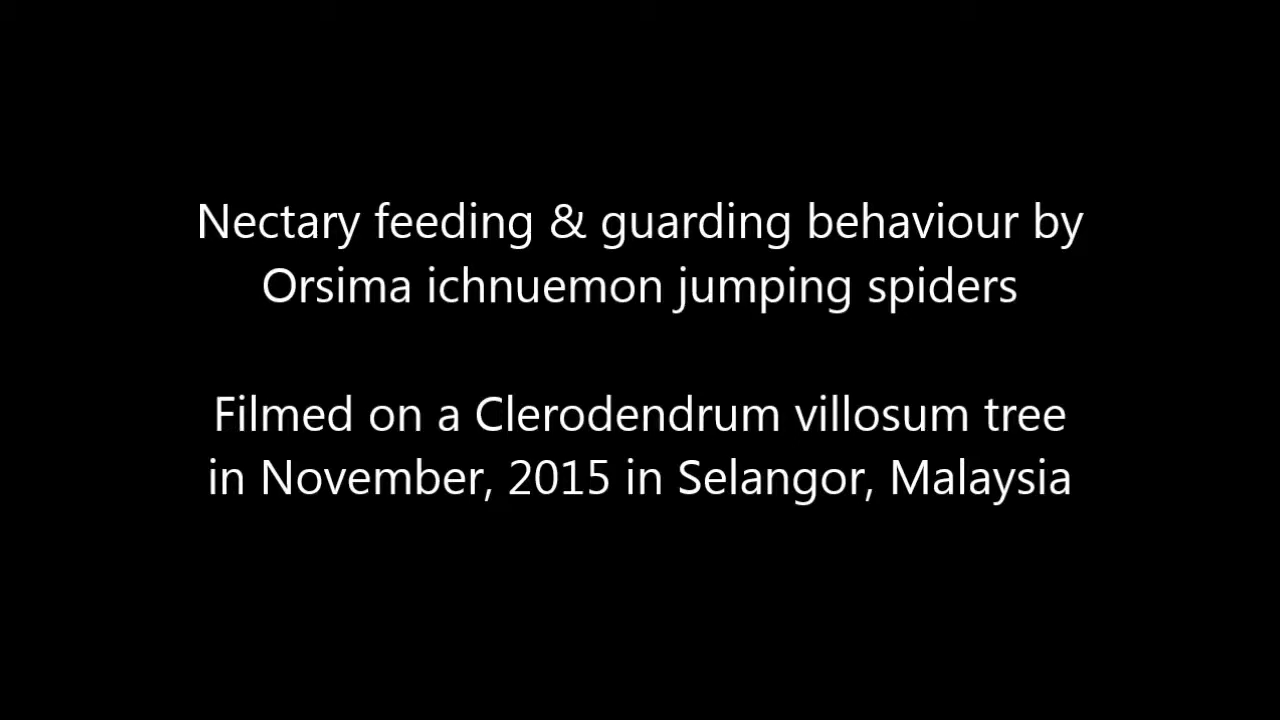 Nectary feeding & guarding behaviour by
Orsima ichnuemon jumping spiders
Filmed on a Clerodendrum villosum tree
in November, 2015 in Selangor, Malaysia